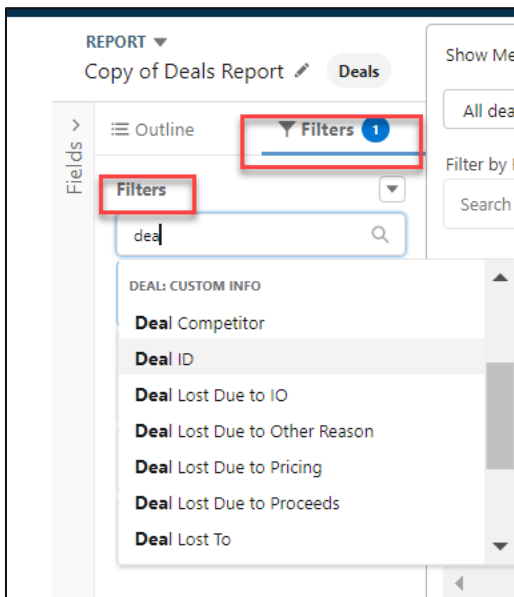 REPORT
Copy of Deals Report Deals
Fields
Outline
Filters 1
Filters
dea
DEAL: CUSTOM INFO
Deal Competitor
Deal ID
Deal Lost Due to IO
Deal Lost Due to Other Reason
Deal Lost Due to Pricing
Deal Lost Due to Proceeds
Deal Lost To
Show Me
All dea
Filter by
Search